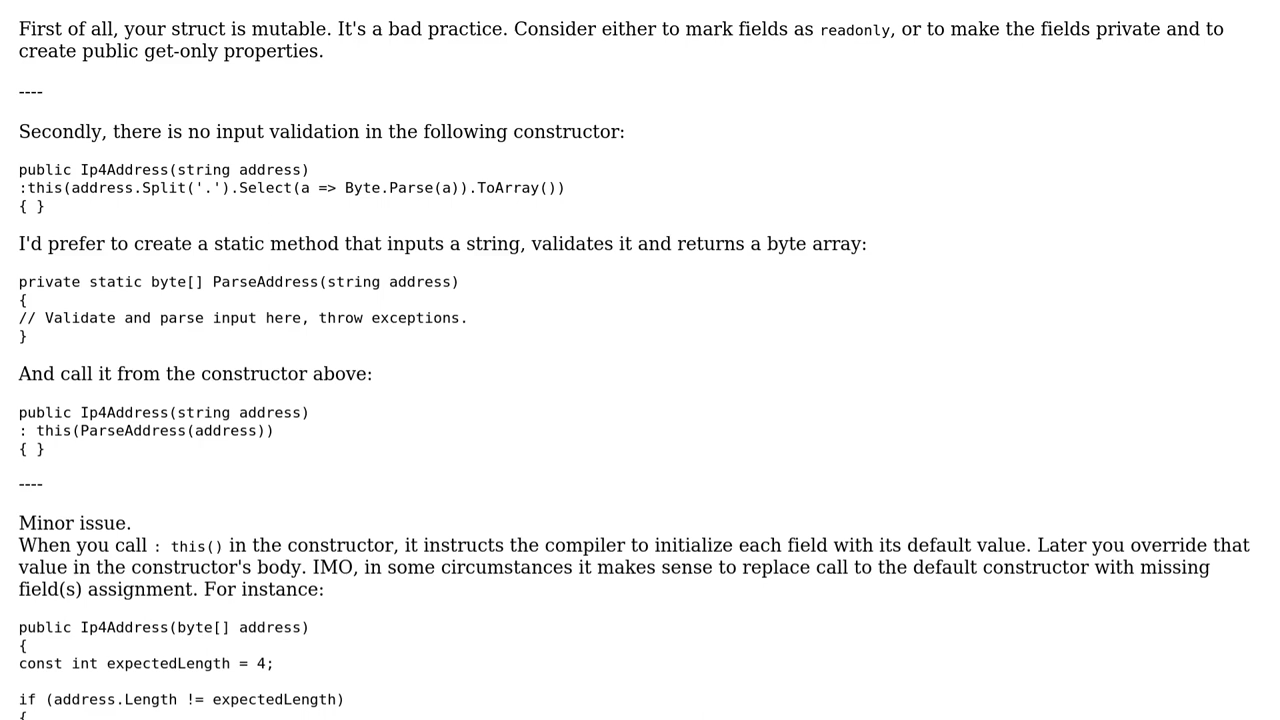 First of all, your struct is mutable. It's a bad practice. Consider either to mark fields as readonly, or to make the fields private and to
create public get-only properties.
----
Secondly, there is no input validation in the following constructor:
public Ip4Address(string address)
:this(address.Split('.').Select(a => Byte.Parse(a)).ToArray())
{ }
I'd prefer to create a static method that inputs a string, validates it and returns a byte array:
private static byte[] ParseAddress(string address)
{
// Validate and parse input here, throw exceptions.
}
And call it from the constructor above:
public Ip4Address(string address)
: this(ParseAddress(address))
{ }
----
Minor issue.
When you call : this() in the constructor, it instructs the compiler to initialize each field with its default value. Later you override that
value in the constructor's body. IMO, in some circumstances it makes sense to replace call to the default constructor with missing
field(s) assignment. For instance:
public Ip4Address(byte[] address)
{
const int expectedLength = 4;
if (address.Length != expectedLength)
{